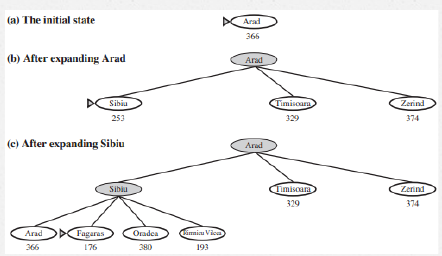 (a) The initial state
Arad
366
(b) After expanding Arad
Arad
Sibiu
Timisoara
Zerind
253
329
374
(c) After expanding Sibiu
Arad
Sibiu
Timisoara
Zerind
329
374
Arad
Fagaras
Oradea
Rimnicu Vilcea
366
176
380
193